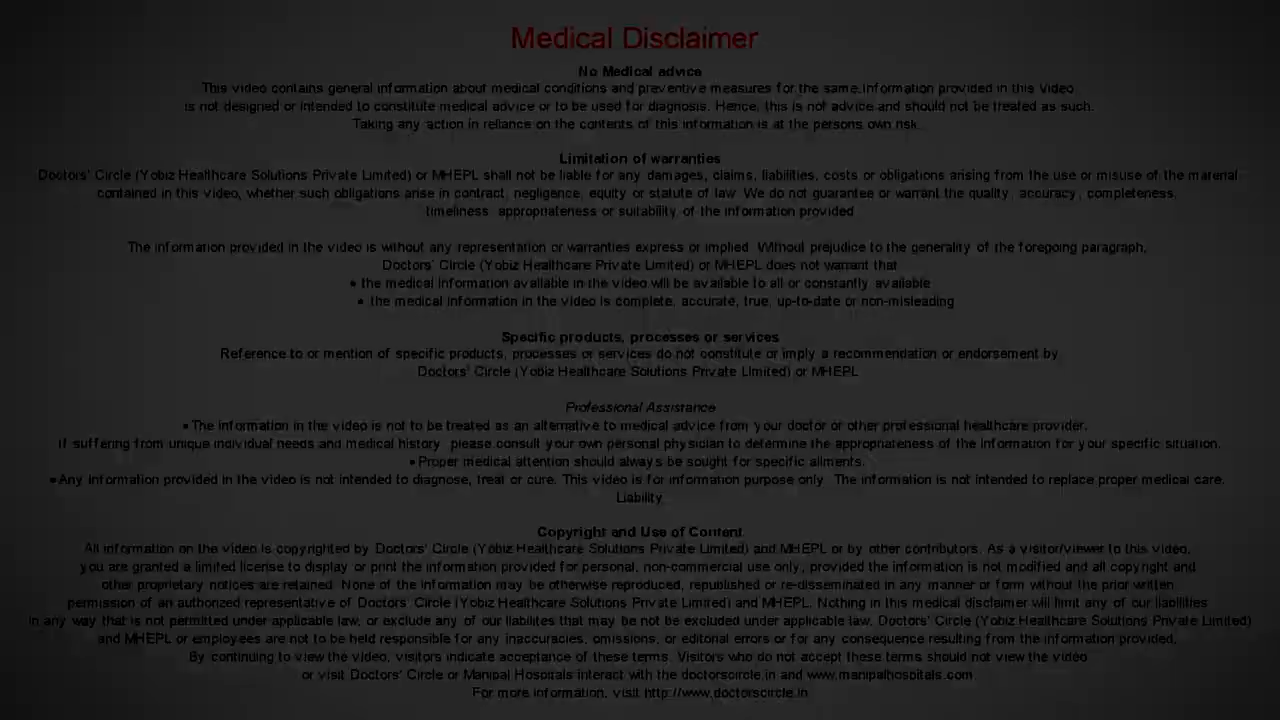 Medical Disclaimer
No Medical advice
This video contains general information about medical conditions and preventive measures for the same.Information provided in this Video
is not designed or intended to constitute medical advice or to be used for diagnosis. Hence, this is not advice and should not be treated as such.
Taking any action in reliance on the contents of this information is at the persons own risk.
Limitation of warranties
Doctors' Circle (Yobiz Healthcare Solutions Private Limited) or MHEPL shall not be liable for any damages, claims, liabilities, costs or obligations arising from the use or misuse of the material
contained in this video, whether such obligations arise in contract, negligence, equity or statute of law. We do not guarantee or warrant the quality, accuracy, completeness,
timeliness, appropriateness or suitability of the information provided
The information provided in the video is without any representation or warranties express or implied. Without prejudice to the generality of the foregoing paragraph,
Doctors' Circle (Yobiz Healthcare Private Limited) or MHEPL does not warrant that
• the medical information available in the video will be available to all or constantly available
• the medical information in the video is complete, accurate, true, up-to-date or non-misleading
Specific products, processes or services
Reference to or mention of specific products, processes or services do not constitute or imply a recommendation or endorsement by
Doctors' Circle (Yobiz Healthcare Solutions Private Limited) or MHEPL
Professional Assistance
•The information in the video is not to be treated as an alternative to medical advice from your doctor or other professional healthcare provider.
If suffering from unique individual needs and medical history, please consult your own personal physician to determine the appropriateness of the information for your specific situation.
•Proper medical attention should always be sought for specific ailments.
•Any information provided in the video is not intended to diagnose, treat or cure. This video is for information purpose only. The information is not intended to replace proper medical care.
Liability
Copyright and Use of Content
All information on the video is copyrighted by Doctors' Circle (Yobiz Healthcare Solutions Private Limited) and MHEPL or by other contributors. As a visitor/viewer to this video,
you are granted a limited license to display or print the information provided for personal, non-commercial use only, provided the information is not modified and all copyright and
other proprietary notices are retained. None of the information may be otherwise reproduced, republished or re-disseminated in any manner or form without the prior written
permission of an authorized representative of Doctors' Circle (Yobiz Healthcare Solutions Private Limited) and MHEPL. Nothing in this medical disclaimer will limit any of our liabilities
in any way that is not permitted under applicable law, or exclude any of our liabilites that may be not be excluded under applicable law. Doctors' Circle (Yobiz Healthcare Solutions Private Limited)
and MHEPL or employees are not to be held responsible for any inaccuracies, omissions, or editorial errors or for any consequence resulting from the information provided.
By continuing to view the video, visitors indicate acceptance of these terms. Visitors who do not accept these terms should not view the video
or visit Doctors' Circle or Manipal Hospitals interact with the doctorscircle.in and www.manipalhospitals.com
For more information, visit http://www.doctorscircle.in